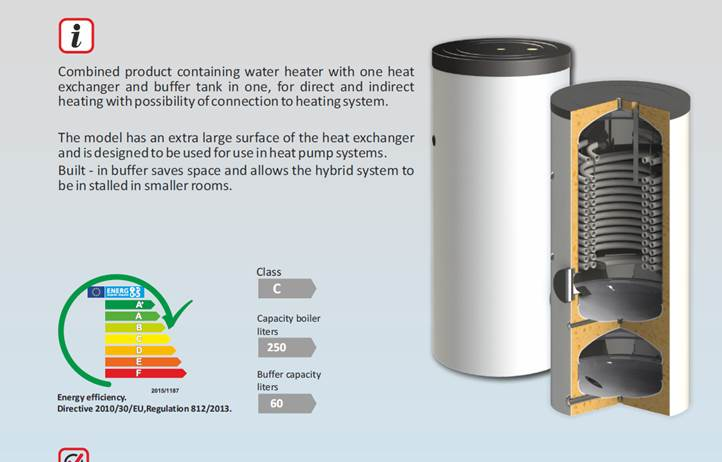 i
Combined product containing water heater with one heat
exchanger and buffer tank in one, for direct and indirect
heating with possibility of connection to heating system.
The model has an extra large surface of the heat exchanger
and is designed to be used for use in heat pump systems.
Built - in buffer saves space and allows the hybrid system to
be in stalled in smaller rooms.
ENERG
A+
A
B
C
D
E
F
2015/1187
Energy efficiency.
Directive 2010/30/EU,Regulation 812/2013.
Class
C
Capacity boiler
liters
250
Buffer capacity
liters
60